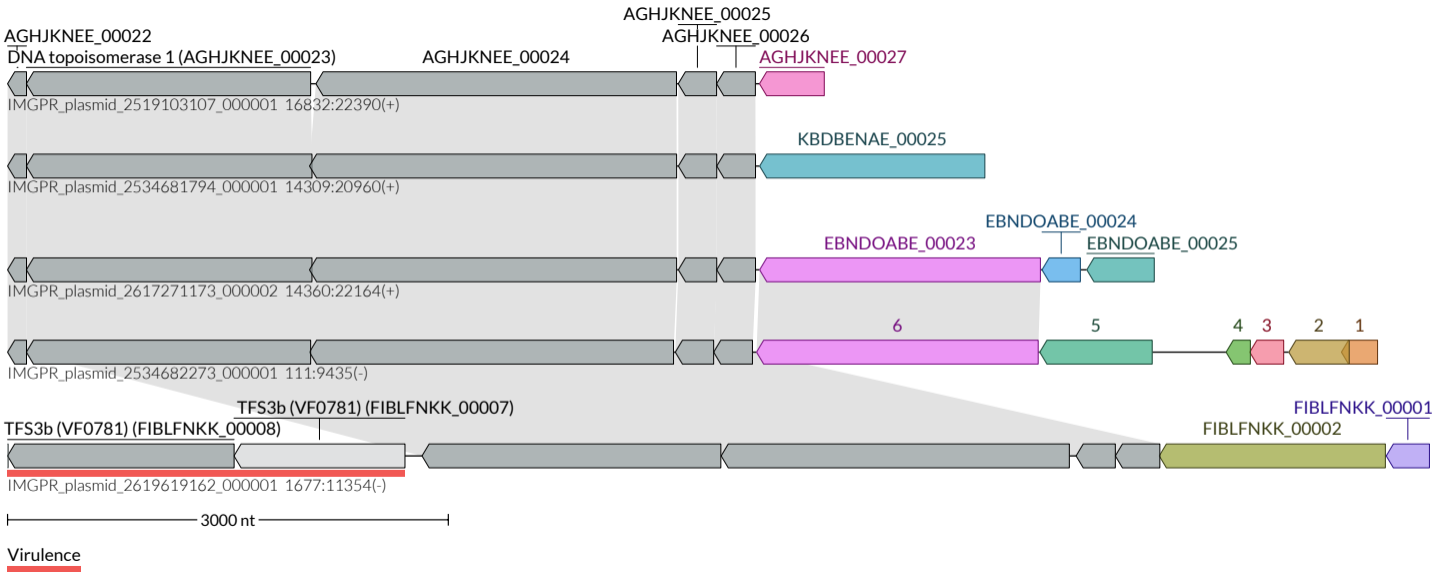 AGHJKNEE_00025
AGHJKNEE_00022
AGHJKNEE_00026
DNA topoisomerase 1 (AGHJKNEE_00023)
AGHJKNEE_00024
AGHJKNEE_00027
IMGPR_plasmid_2519103107_000001 16832:22390(+)
KBDBENAE_00025
IMGPR_plasmid_2534681794_000001 14309:20960(+)
EBNDOABE_00024
EBNDOABE_00023
EBNDOABE_00025
IMGPR_plasmid_2617271173_000002 14360:22164(+)
6 5 4 3 2 1
IMGPR_plasmid_2534682273_000001 111:9435(-)
TFS3b (VF0781) (FIBLFNKK_00007)
FIBLFNKK_00001
TFS3b (VF0781) (FIBLFNKK_00008)
FIBLFNKK_00002
IMGPR_plasmid_2619619162_000001 1677:11354(-)
3000 nt
Virulence